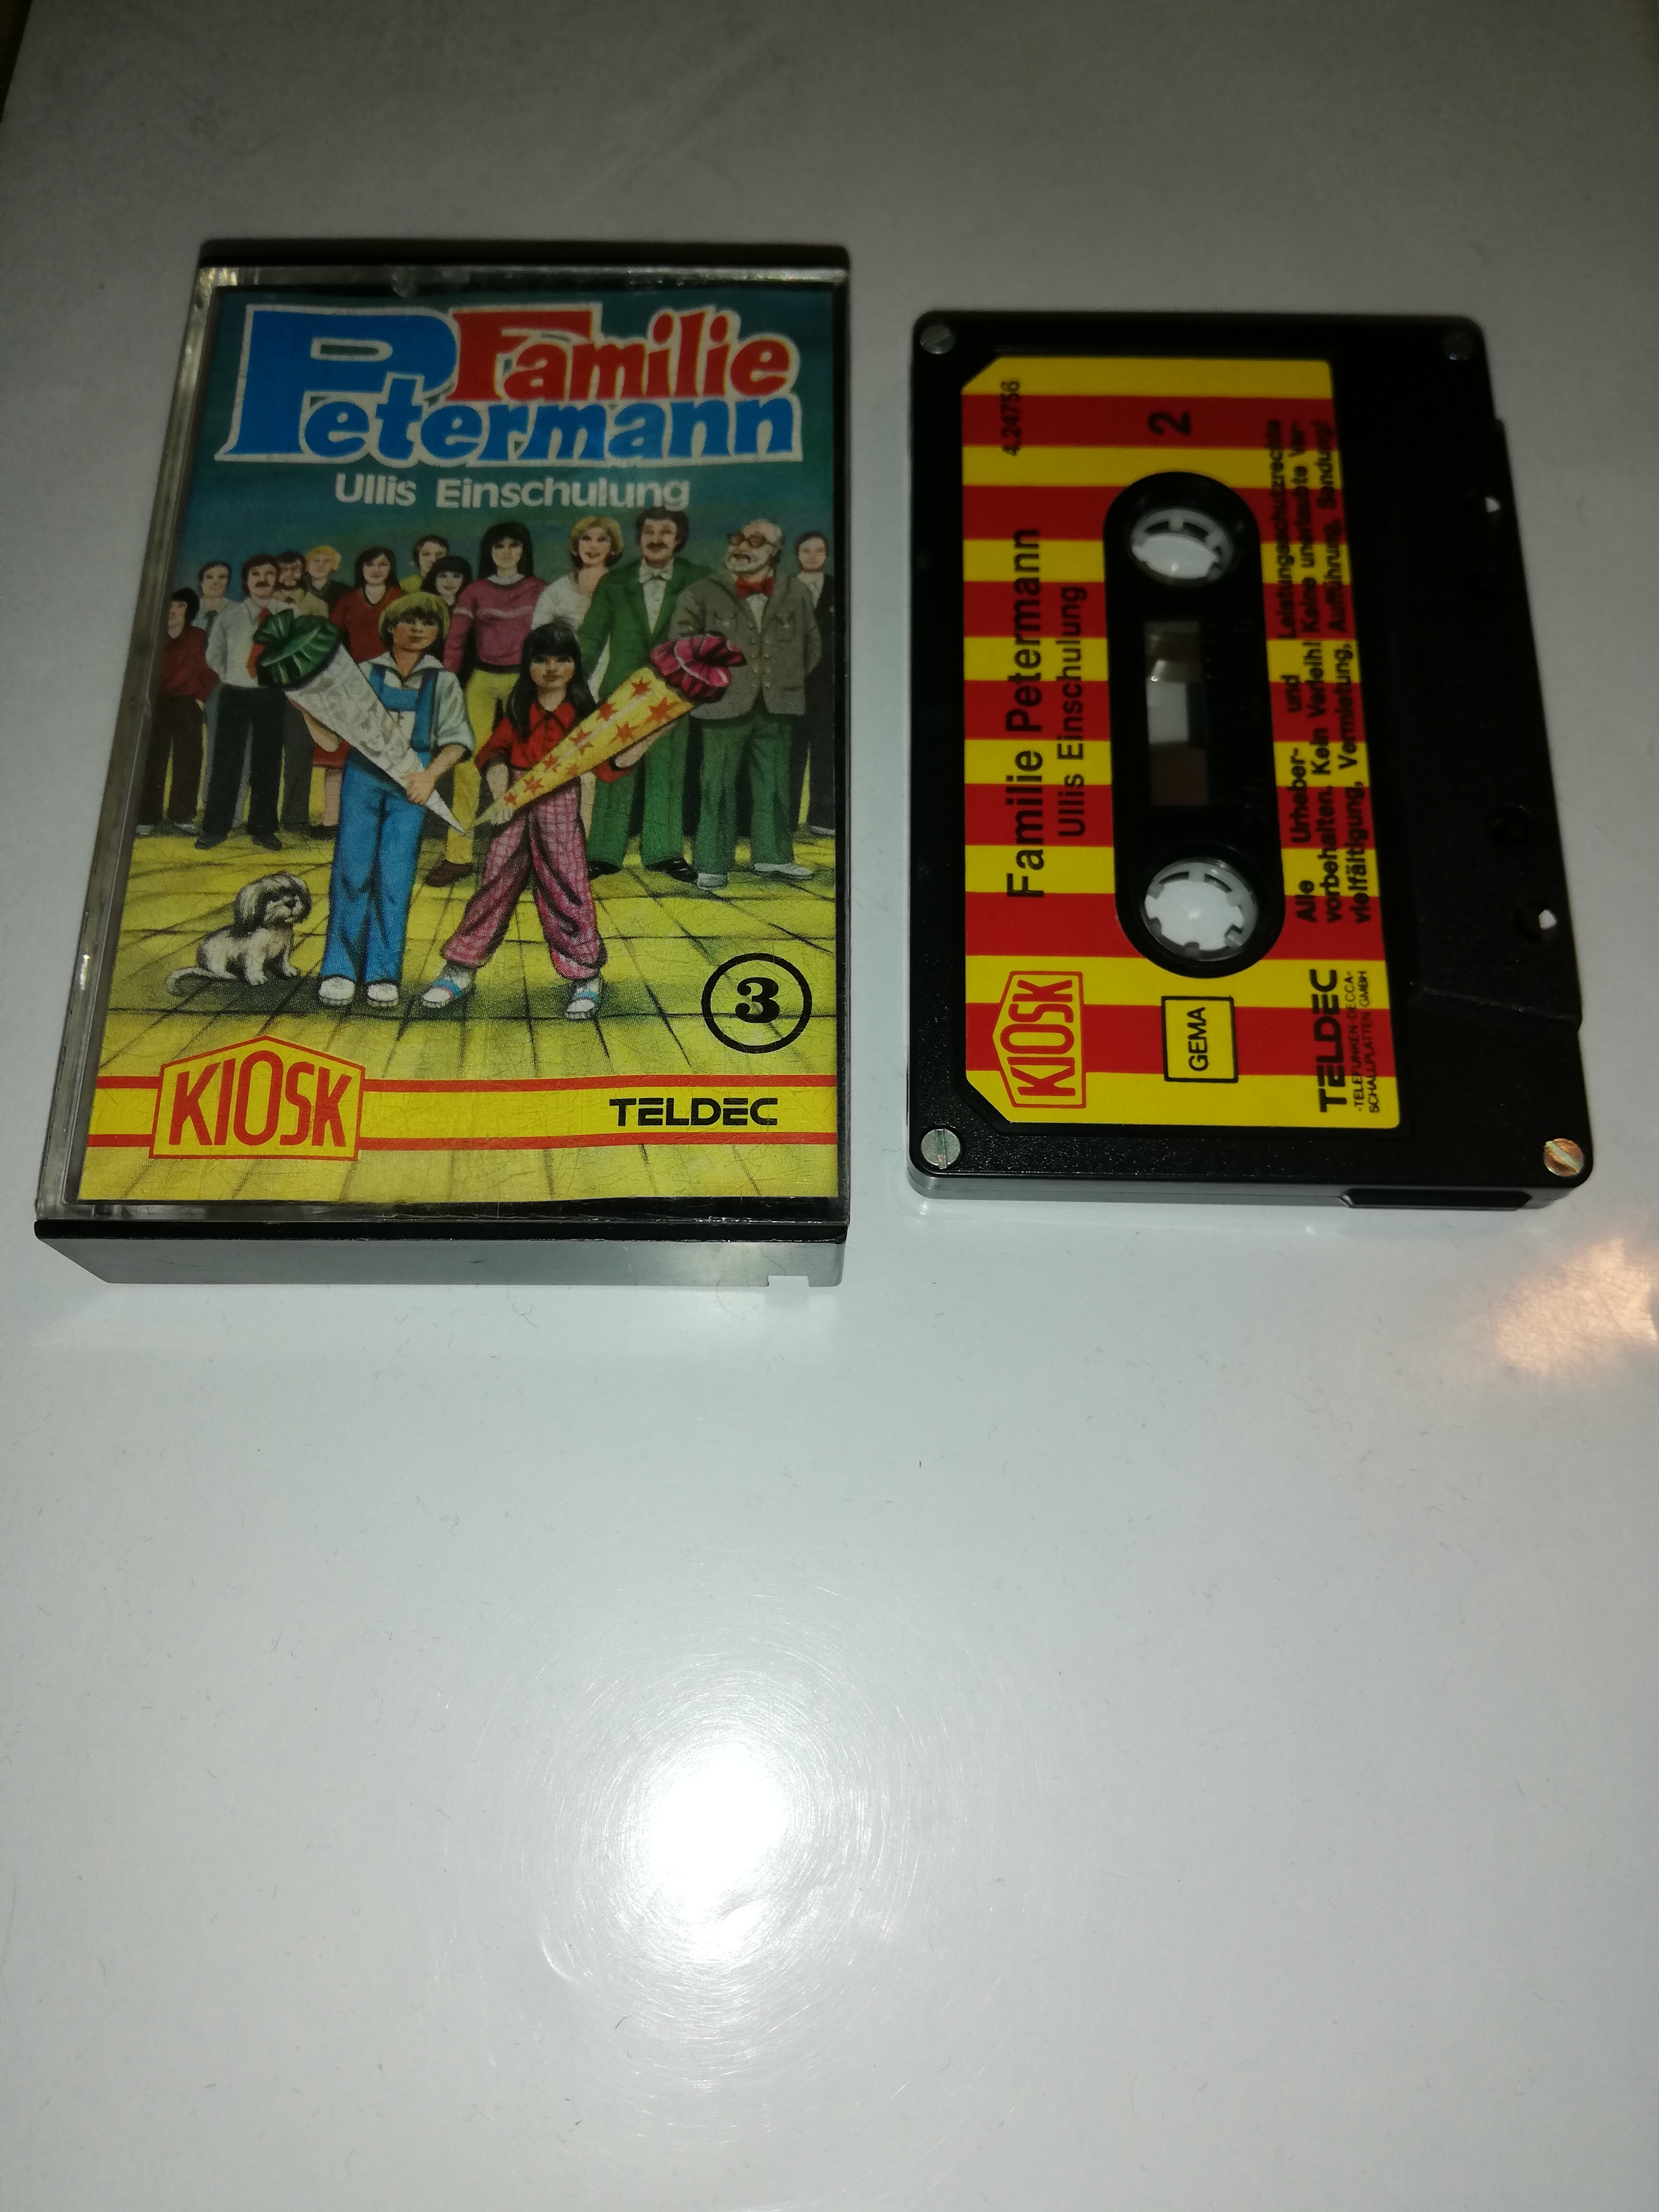 Familie
Petermann
Ullis Einschulung
3
KIOSK
TELDEC
4.24756
2
Familie Petermann
Ullis Einschulung
KIOSK
GEMA
Alle Urheber- und Leistungsschutzrechte
vorbehalten. Kein Verleih! Keine unerlaubte Ver-
vielfältigung, Vermietung, Aufführung, Sendung!
TELDEC
-TELEFUNKEN-DECCA-
SCHALLPLATTEN GMBH